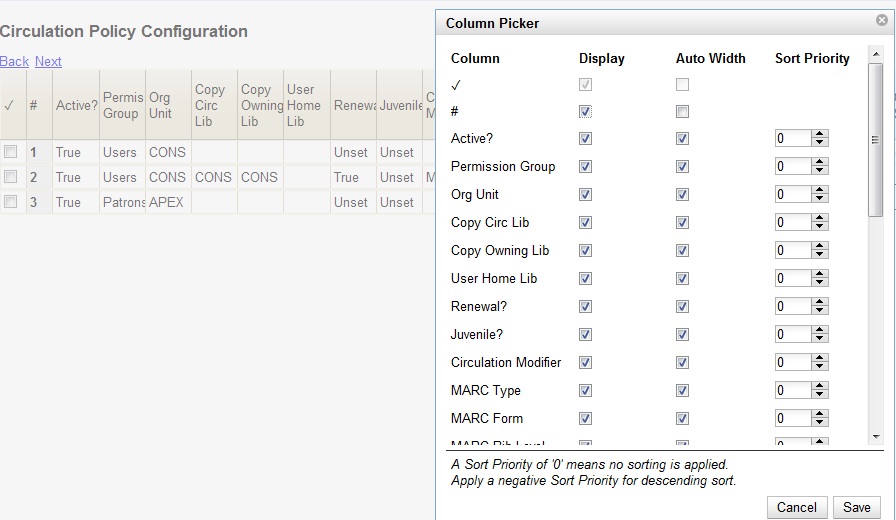 Circulation Policy Configuration
Back Next
✓ # Active? Permis Group Org Unit Copy Circ Lib Copy Owning Lib User Home Lib Renewa Juvenile C M
1 True Users CONS Unset Unset
2 True Users CONS CONS CONS True Unset M
3 True Patrons APEX Unset Unset
Column Picker
Column Display Auto Width Sort Priority
✓
#
Active? 0
Permission Group 0
Org Unit 0
Copy Circ Lib 0
Copy Owning Lib 0
User Home Lib 0
Renewal? 0
Juvenile? 0
Circulation Modifier 0
MARC Type 0
MARC Form 0
MARC Bib Level 0
A Sort Priority of '0' means no sorting is applied.
Apply a negative Sort Priority for descending sort.
Cancel Save